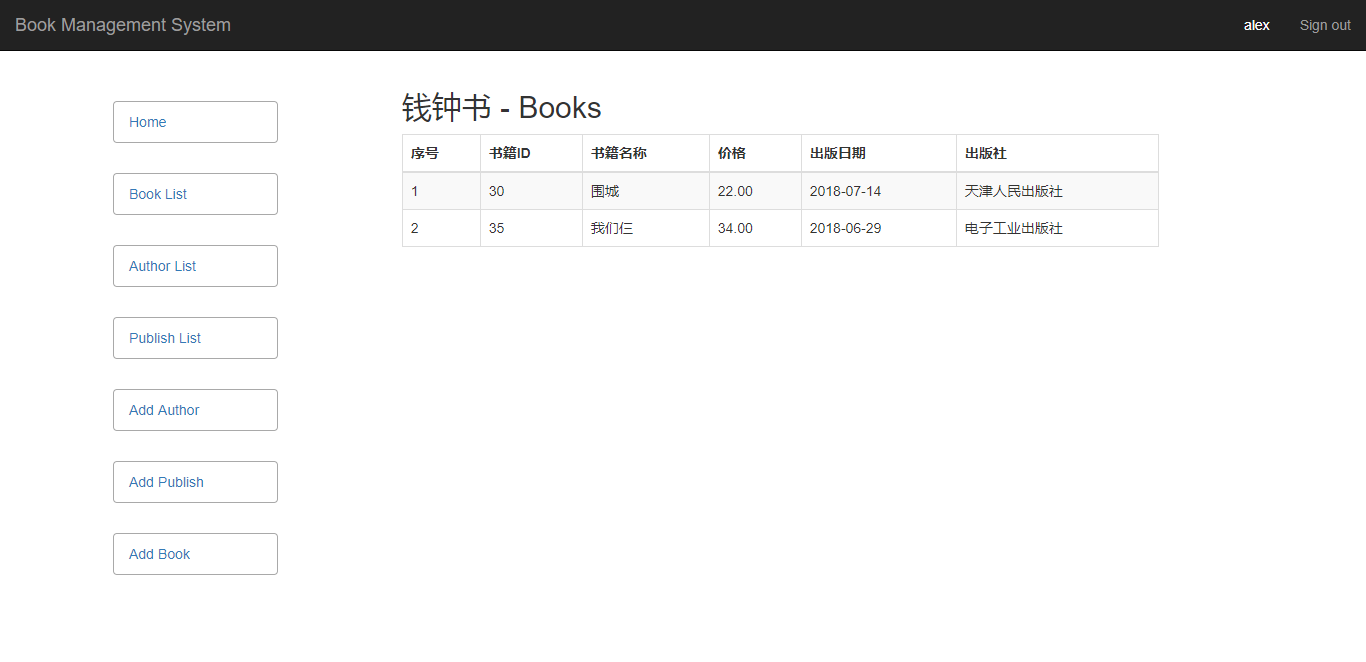 Book Management System alex Sign out
Home
Book List
Author List
Publish List
Add Author
Add Publish
Add Book
钱钟书 - Books
序号 书籍ID 书籍名称 价格 出版日期 出版社
1 30 围城 22.00 2018-07-14 天津人民出版社
2 35 我们仨 34.00 2018-06-29 电子工业出版社